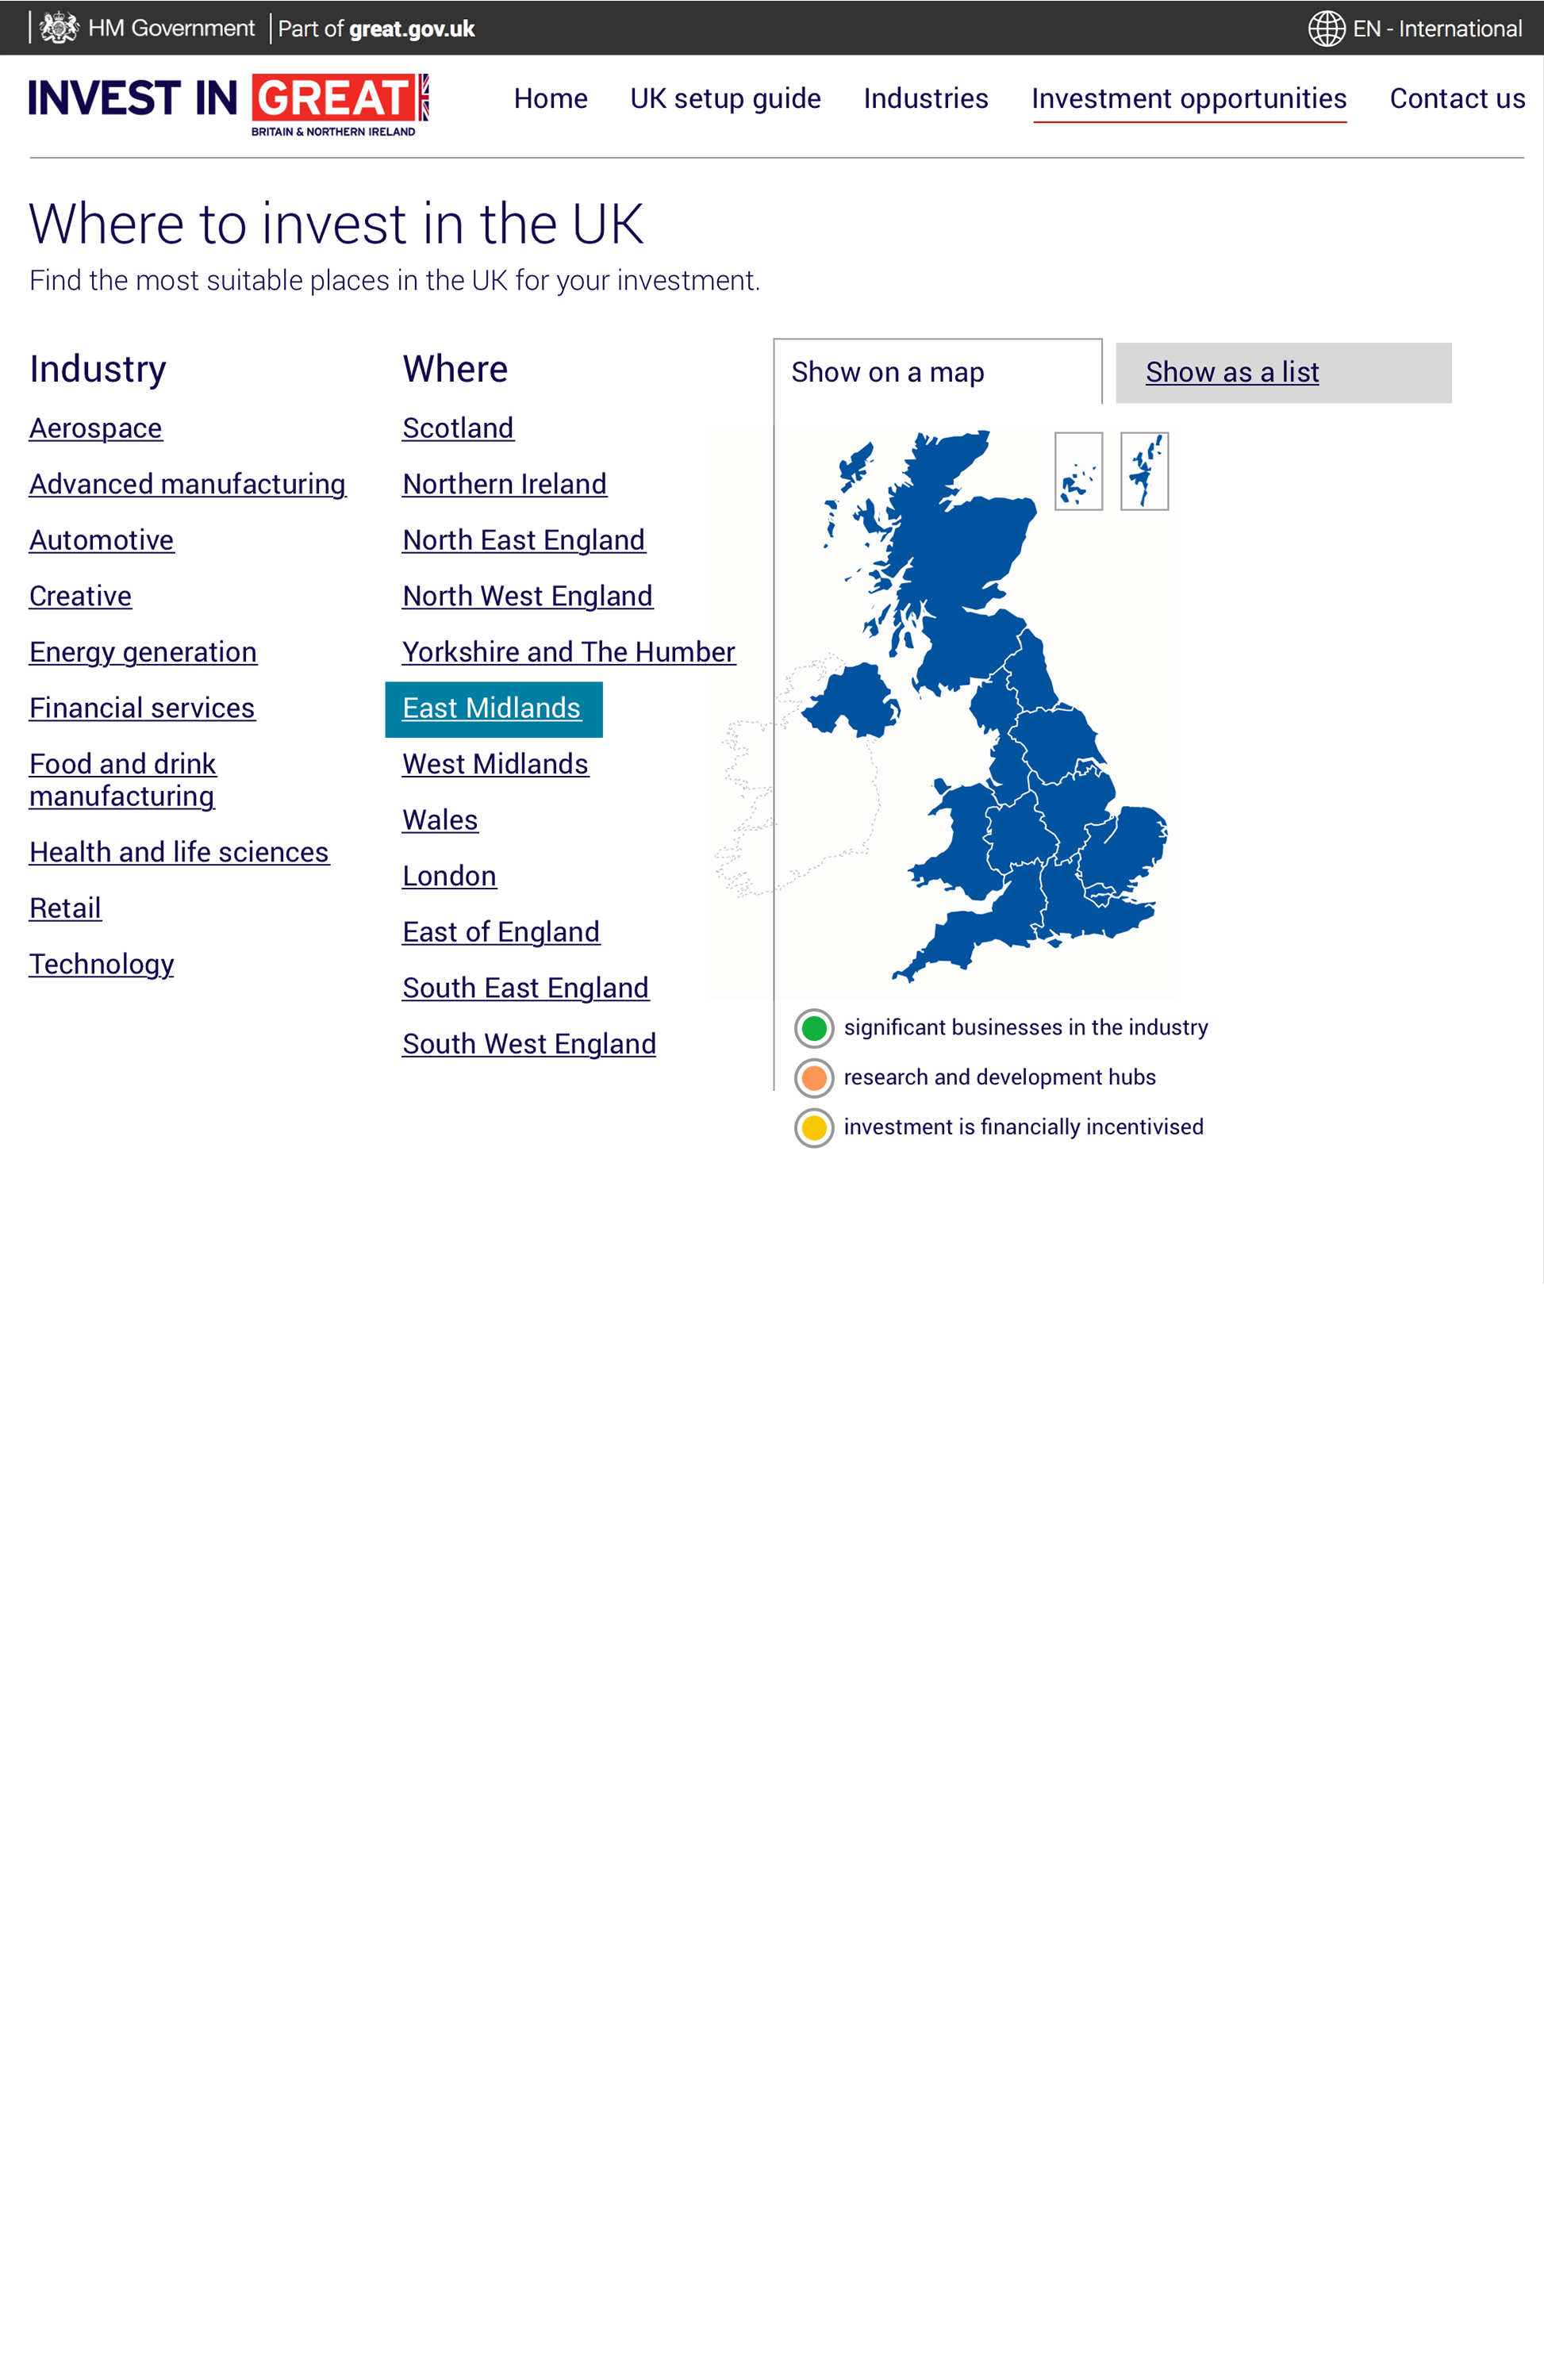 HM Government
Part of great.gov.uk
EN - International
INVEST IN GREAT
BRITAIN & NORTHERN IRELAND
Home
UK setup guide
Industries
Investment opportunities
Contact us
Where to invest in the UK
Find the most suitable places in the UK for your investment.
Industry
Aerospace
Advanced manufacturing
Automotive
Creative
Energy generation
Financial services
Food and drink
manufacturing
Health and life sciences
Retail
Technology
Where
Scotland
Northern Ireland
North East England
North West England
Yorkshire and The Humber
East Midlands
West Midlands
Wales
London
East of England
South East England
South West England
Show on a map
Show as a list
significant businesses in the industry
research and development hubs
investment is financially incentivised